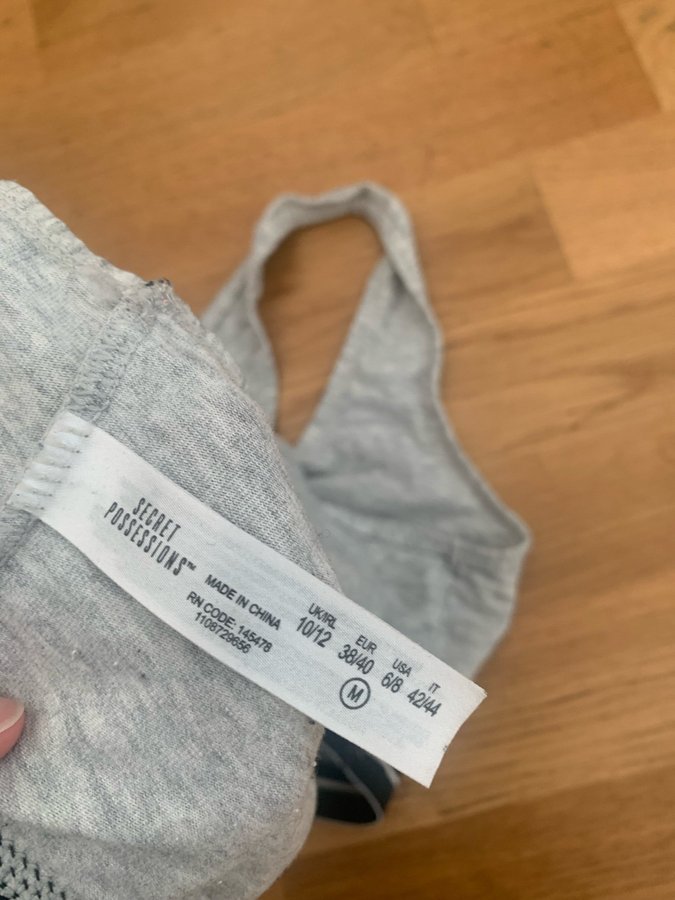 SECRET
POSSESSIONS™
MADE IN CHINA
RN CODE: 145478
1108729656
UK/IRL EUR USA IT
10/12 38/40 6/8 42/44
M